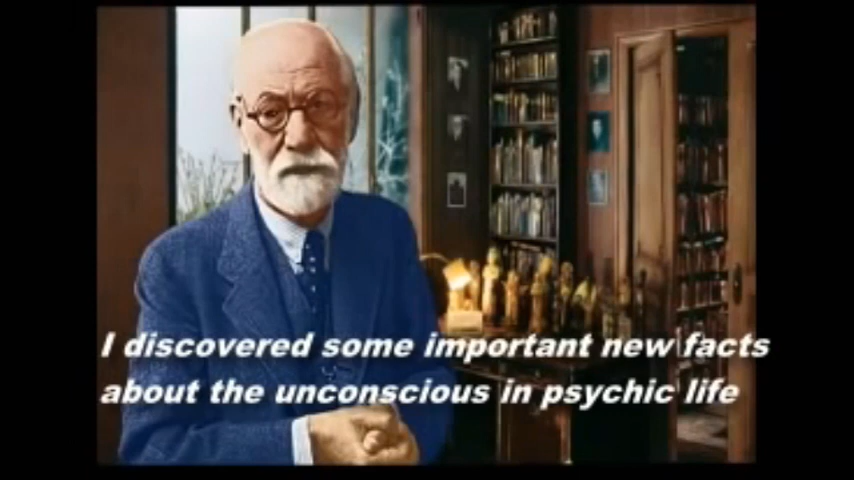 I discovered some important new facts
about the unconscious in psychic life